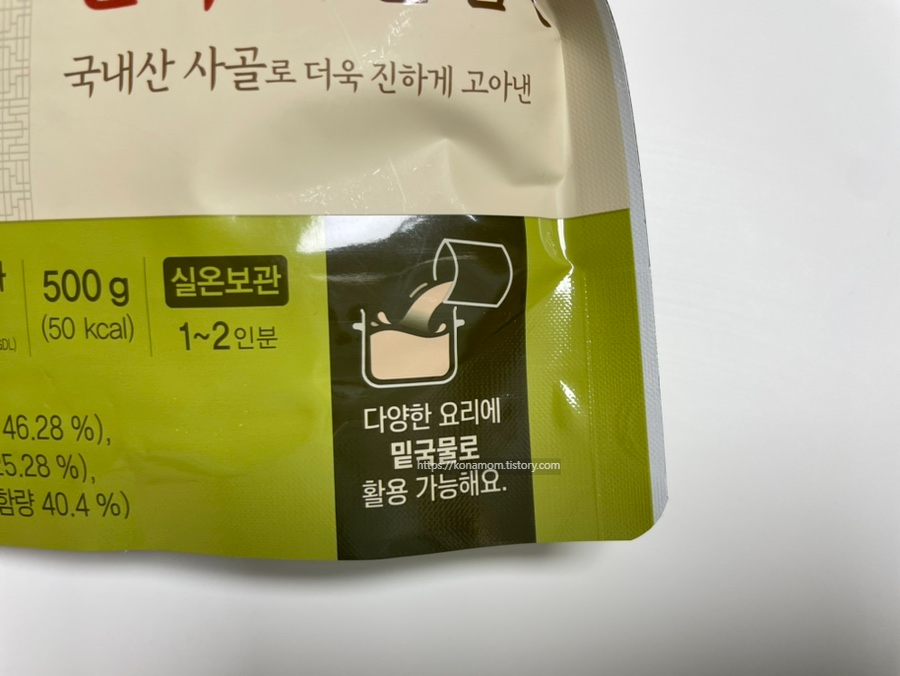 국내산 사골로 더욱 진하게 고아낸
500 g
(50 kcal)
실온보관
1~2인분
46.28 %),
25.28 %),
함량 40.4 %)
다양한 요리에
밑국물로
https://konamom.tistory.com
활용 가능해요.